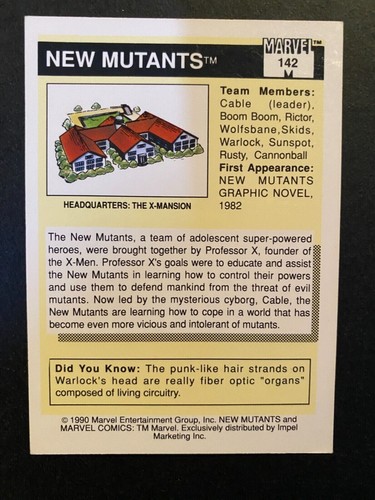 NEW MUTANTS™
MARVEL™
142
Team Members:
Cable (leader),
Boom Boom, Rictor,
Wolfsbane, Skids,
Warlock, Sunspot,
Rusty, Cannonball
First Appearance:
NEW MUTANTS
GRAPHIC NOVEL,
1982
HEADQUARTERS: THE X-MANSION
The New Mutants, a team of adolescent super-powered
heroes, were brought together by Professor X, founder of
the X-Men. Professor X's goals were to educate and assist
the New Mutants in learning how to control their powers
and use them to defend mankind from the threat of evil
mutants. Now led by the mysterious cyborg, Cable, the
New Mutants are learning how to cope in a world that has
become even more vicious and intolerant of mutants.
Did You Know: The punk-like hair strands on
Warlock's head are really fiber optic "organs"
composed of living circuitry.
© 1990 Marvel Entertainment Group, Inc. NEW MUTANTS and
MARVEL COMICS: TM Marvel. Exclusively distributed by Impel
Marketing Inc.